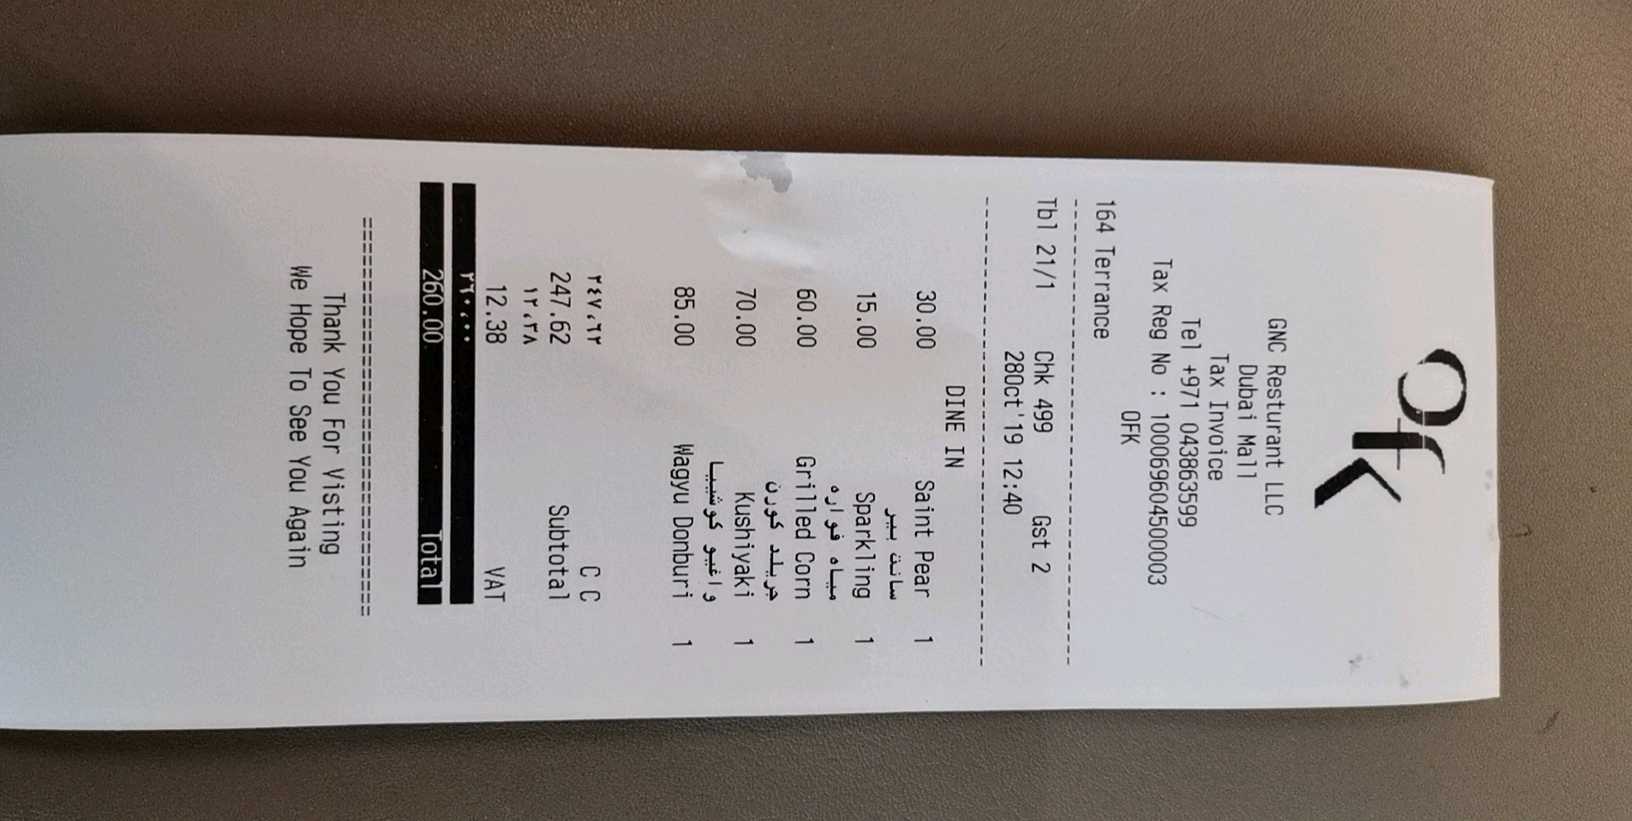 ofk
GNC Resturant LLC
Dubai Mall
Tax Invoice
Tel +971 043863599
Tax Reg No : 100069604500003
OFK
164 Terrance
Tbl 21/1 Chk 499 Gst 2
28Oct'19 12:40
DINE IN
30.00 Saint Pear 1
سانت بير
15.00 Sparkling 1
مياه فواره
60.00 Grilled Corn 1
جريلد كورن
70.00 Kushiyaki 1
واغيو كوشيبا
85.00 Wagyu Donburi 1
٢٤٧،٦٢ C C
247.62 Subtotal
١٢،٣٨
12.38 VAT
٢٦٠،٠٠
260.00 Total
Thank You For Visting
We Hope To See You Again